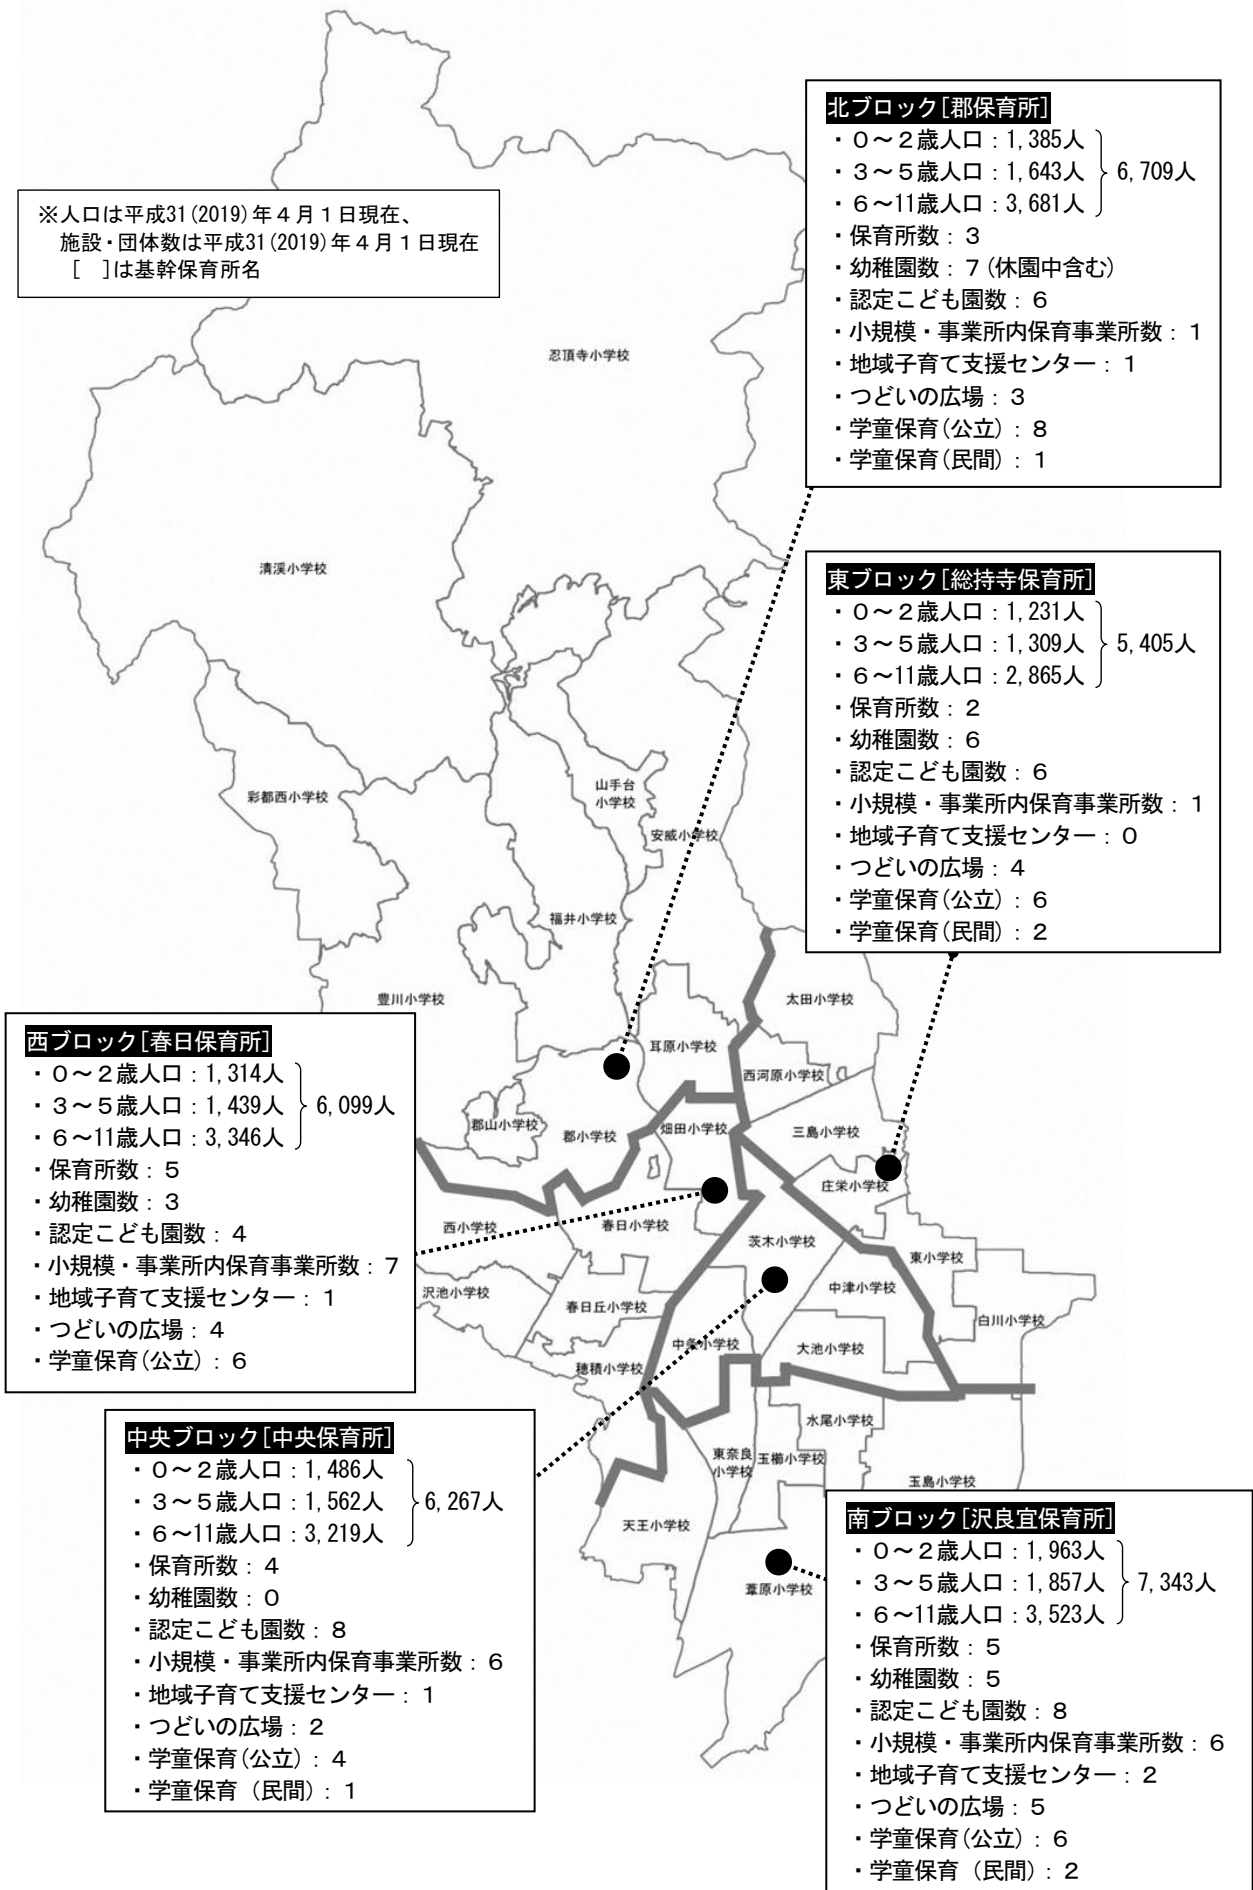 北ブロック[郡保育所]
・０～２歳人口：1,385人
・３～５歳人口：1,643人
6,709人
・６～11歳人口：3,681人
・保育所数：３
・幼稚園数：７(休園中含む)
・認定こども園数：６
・小規模・事業所内保育事業所数：１
・地域子育て支援センター：１
・つどいの広場：３
・学童保育(公立)：８
・学童保育(民間)：１
※人口は平成31(2019)年４月１日現在、
施設・団体数は平成31(2019)年４月１日現在
[　]は基幹保育所名
忍頂寺小学校
清渓小学校
東ブロック[総持寺保育所]
・０～２歳人口：1,231人
・３～５歳人口：1,309人
5,405人
・６～11歳人口：2,865人
・保育所数：２
・幼稚園数：６
・認定こども園数：６
・小規模・事業所内保育事業所数：１
・地域子育て支援センター：０
・つどいの広場：４
・学童保育(公立)：６
・学童保育(民間)：２
彩都西小学校
山手台
小学校
安威小学校
福井小学校
豊川小学校
太田小学校
耳原小学校
西河原小学校
郡山小学校
郡小学校
畑田小学校
三島小学校
庄栄小学校
西小学校
春日小学校
茨木小学校
東小学校
沢池小学校
春日丘小学校
中津小学校
白川小学校
穂積小学校
中条小学校
大池小学校
水尾小学校
東奈良
小学校
玉櫛小学校
玉島小学校
天王小学校
葦原小学校
西ブロック[春日保育所]
・０～２歳人口：1,314人
・３～５歳人口：1,439人
6,099人
・６～11歳人口：3,346人
・保育所数：５
・幼稚園数：３
・認定こども園数：４
・小規模・事業所内保育事業所数：７
・地域子育て支援センター：１
・つどいの広場：４
・学童保育(公立)：６
中央ブロック[中央保育所]
・０～２歳人口：1,486人
・３～５歳人口：1,562人
6,267人
・６～11歳人口：3,219人
・保育所数：４
・幼稚園数：０
・認定こども園数：８
・小規模・事業所内保育事業所数：６
・地域子育て支援センター：１
・つどいの広場：２
・学童保育(公立)：４
・学童保育（民間）：１
南ブロック[沢良宜保育所]
・０～２歳人口：1,963人
・３～５歳人口：1,857人
7,343人
・６～11歳人口：3,523人
・保育所数：５
・幼稚園数：５
・認定こども園数：８
・小規模・事業所内保育事業所数：６
・地域子育て支援センター：２
・つどいの広場：５
・学童保育(公立)：６
・学童保育（民間）：２